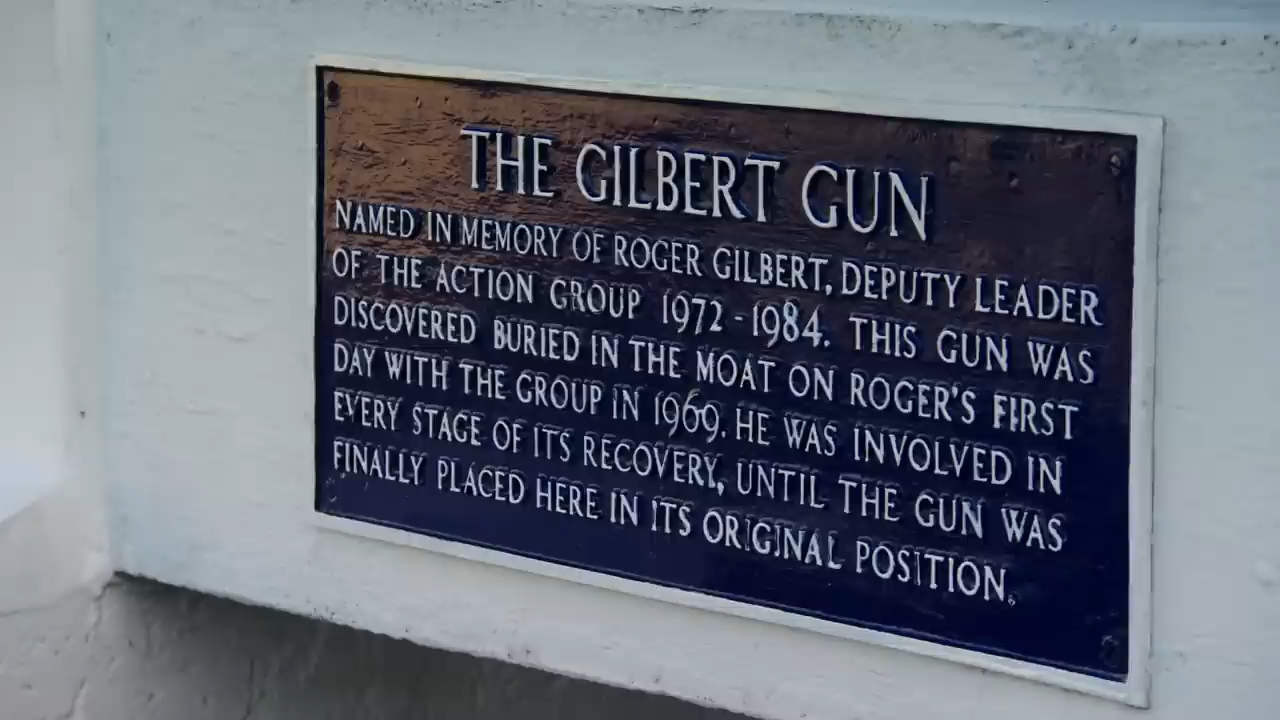 THE GILBERT GUN
NAMED IN MEMORY OF ROGER GILBERT, DEPUTY LEADER
OF THE ACTION GROUP 1972 - 1984. THIS GUN WAS
DISCOVERED BURIED IN THE MOAT ON ROGER'S FIRST
DAY WITH THE GROUP IN 1969. HE WAS INVOLVED IN
EVERY STAGE OF ITS RECOVERY, UNTIL THE GUN WAS
FINALLY PLACED HERE IN ITS ORIGINAL POSITION.